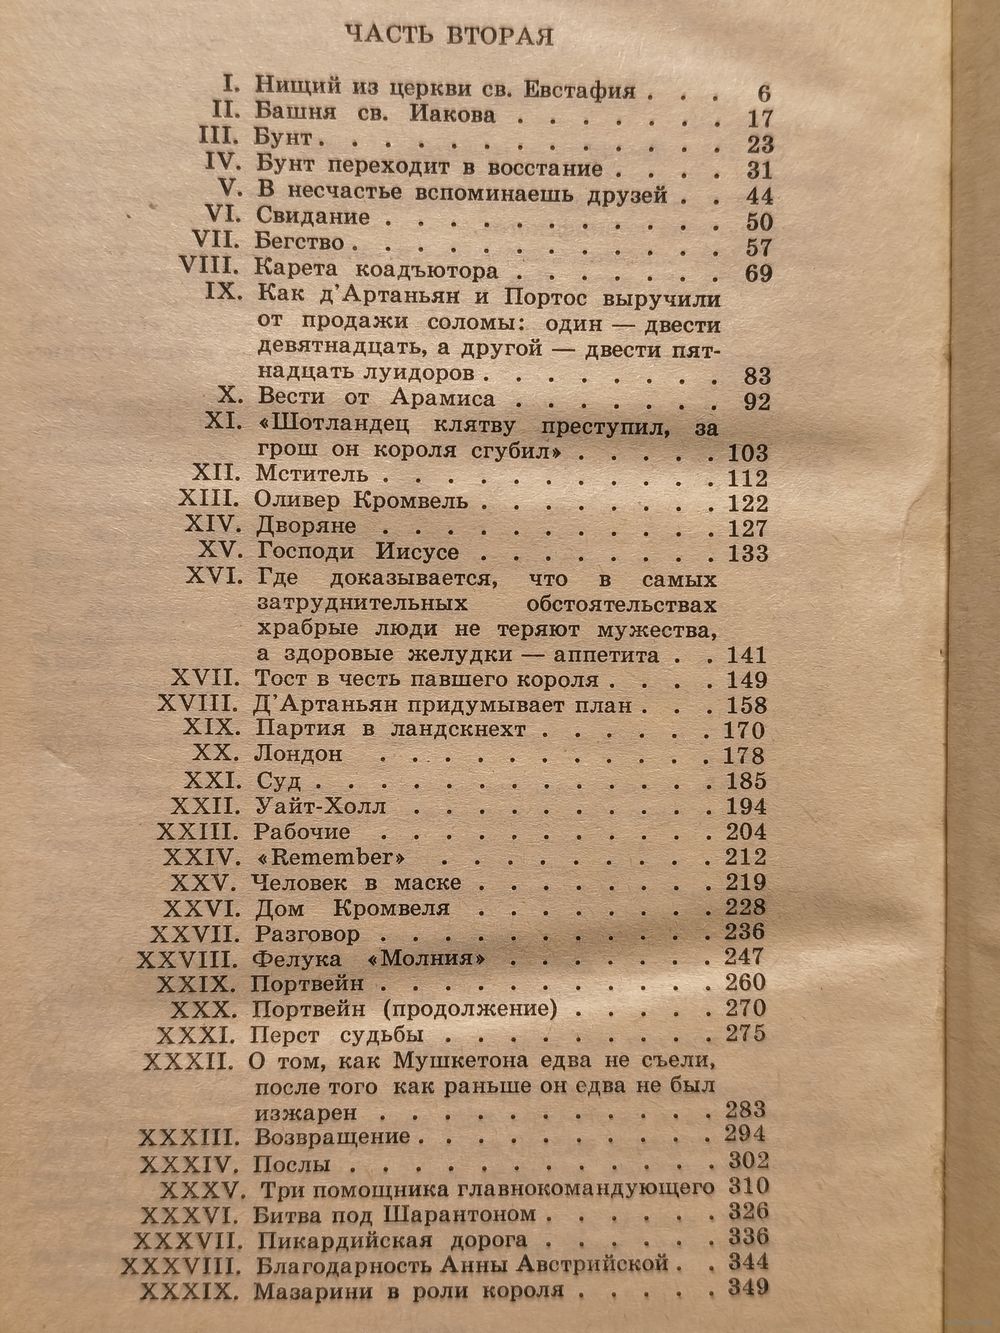 ЧАСТЬ ВТОРАЯ
I. Нищий из церкви св. Евстафия . . . 6
II. Башня св. Иакова . . . . . . . 17
III. Бунт . . . . . . . . . . . . . 23
IV. Бунт переходит в восстание . . . . 31
V. В несчастье вспоминаешь друзей . . 44
VI. Свидание . . . . . . . . . . . 50
VII. Бегство . . . . . . . . . . . . 57
VIII. Карета коадъютора . . . . . . . 69
IX. Как д'Артаньян и Портос выручили
от продажи соломы: один — двести
девятнадцать, а другой — двести пят-
надцать луидоров . . . . . . . . 83
X. Вести от Арамиса . . . . . . . 92
XI. «Шотландец клятву преступил, за
грош он короля сгубил» . . . . . 103
XII. Мститель . . . . . . . . . . . 112
XIII. Оливер Кромвель . . . . . . . . 122
XIV. Дворяне . . . . . . . . . . . 127
XV. Господи Иисусе . . . . . . . . 133
XVI. Где доказывается, что в самых
затруднительных обстоятельствах
храбрые люди не теряют мужества,
а здоровые желудки — аппетита . . 141
XVII. Тост в честь павшего короля . . . . 149
XVIII. Д'Артаньян придумывает план . . . 158
XIX. Партия в ландскнехт . . . . . . 170
XX. Лондон . . . . . . . . . . . 178
XXI. Суд . . . . . . . . . . . . . 185
XXII. Уайт-Холл . . . . . . . . . . 194
XXIII. Рабочие . . . . . . . . . . . 204
XXIV. «Remember» . . . . . . . . . 212
XXV. Человек в маске . . . . . . . . 219
XXVI. Дом Кромвеля . . . . . . . . 228
XXVII. Разговор . . . . . . . . . . . 236
XXVIII. Фелука «Молния» . . . . . . . 247
XXIX. Портвейн . . . . . . . . . . . 260
XXX. Портвейн (продолжение) . . . . . 270
XXXI. Перст судьбы . . . . . . . . . 275
XXXII. О том, как Мушкетона едва не съели,
после того как раньше он едва не был
изжарен . . . . . . . . . . . 283
XXXIII. Возвращение . . . . . . . . . . 294
XXXIV. Послы . . . . . . . . . . . . 302
XXXV. Три помощника главнокомандующего 310
XXXVI. Битва под Шарантоном . . . . . . 326
XXXVII. Пикардийская дорога . . . . . . 336
XXXVIII. Благодарность Анны Австрийской . . 344
XXXIX. Мазарини в роли короля . . . . . 349